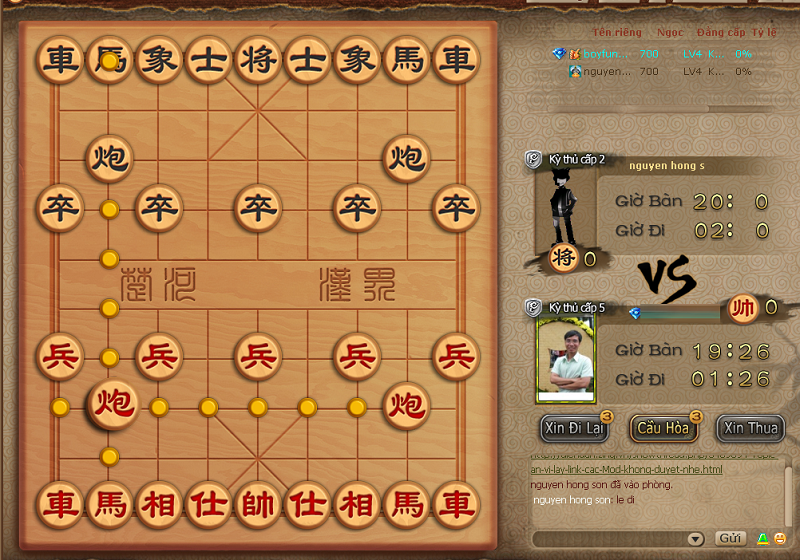 Tên riêng Ngọc Đẳng cấp Tỷ lệ
boyfun... 700 LV4 K... 0%
nguyen... 700 LV4 K... 0%
車 馬 象 士 将 士 象 馬 車
炮 炮
卒 卒 卒 卒 卒
楚 河 漢 界
兵 兵 兵 兵 兵
炮 炮
車 馬 相 仕 帥 仕 相 馬 車
Kỳ thủ cấp 2
nguyen hong s
Giờ Bàn 20: 0
Giờ Đi 02: 0
将 0
VS
Kỳ thủ cấp 5
帅 0
Giờ Bàn 19:26
Giờ Đi 01:26
Xin Đi Lại 3 Cầu Hòa 3 Xin Thua
an-vi-lay-link-cac-Mod-khong-duyet-nhe.html
nguyen hong son đã vào phòng.
nguyen hong son: le di
Gửi